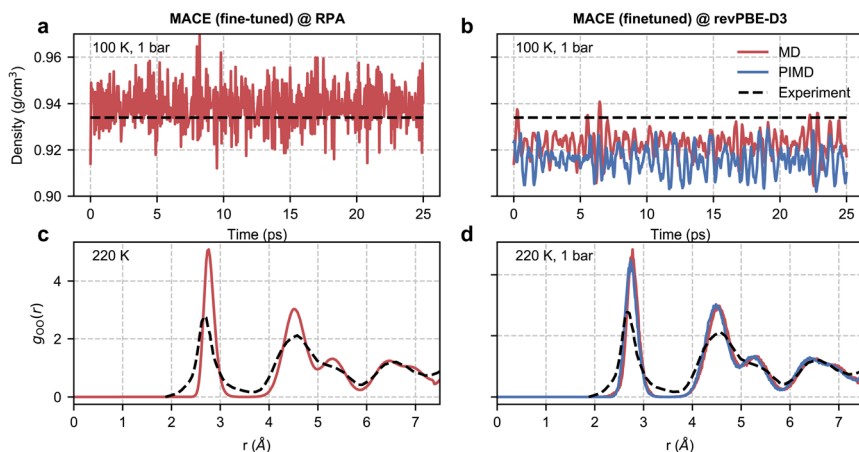 MACE (fine-tuned) @ RPA
MACE (finetuned) @ revPBE-D3
a
100 K, 1 bar
0.96
0.94
0.92
0.90
Density (g/cm³)
0 5 10 15 20 25
Time (ps)
b
100 K, 1 bar
MD
PIMD
Experiment
0 5 10 15 20 25
Time (ps)
c
220 K
4
2
0
gOO(r)
0 1 2 3 4 5 6 7
r (Å)
d
220 K, 1 bar
0 1 2 3 4 5 6 7
r (Å)